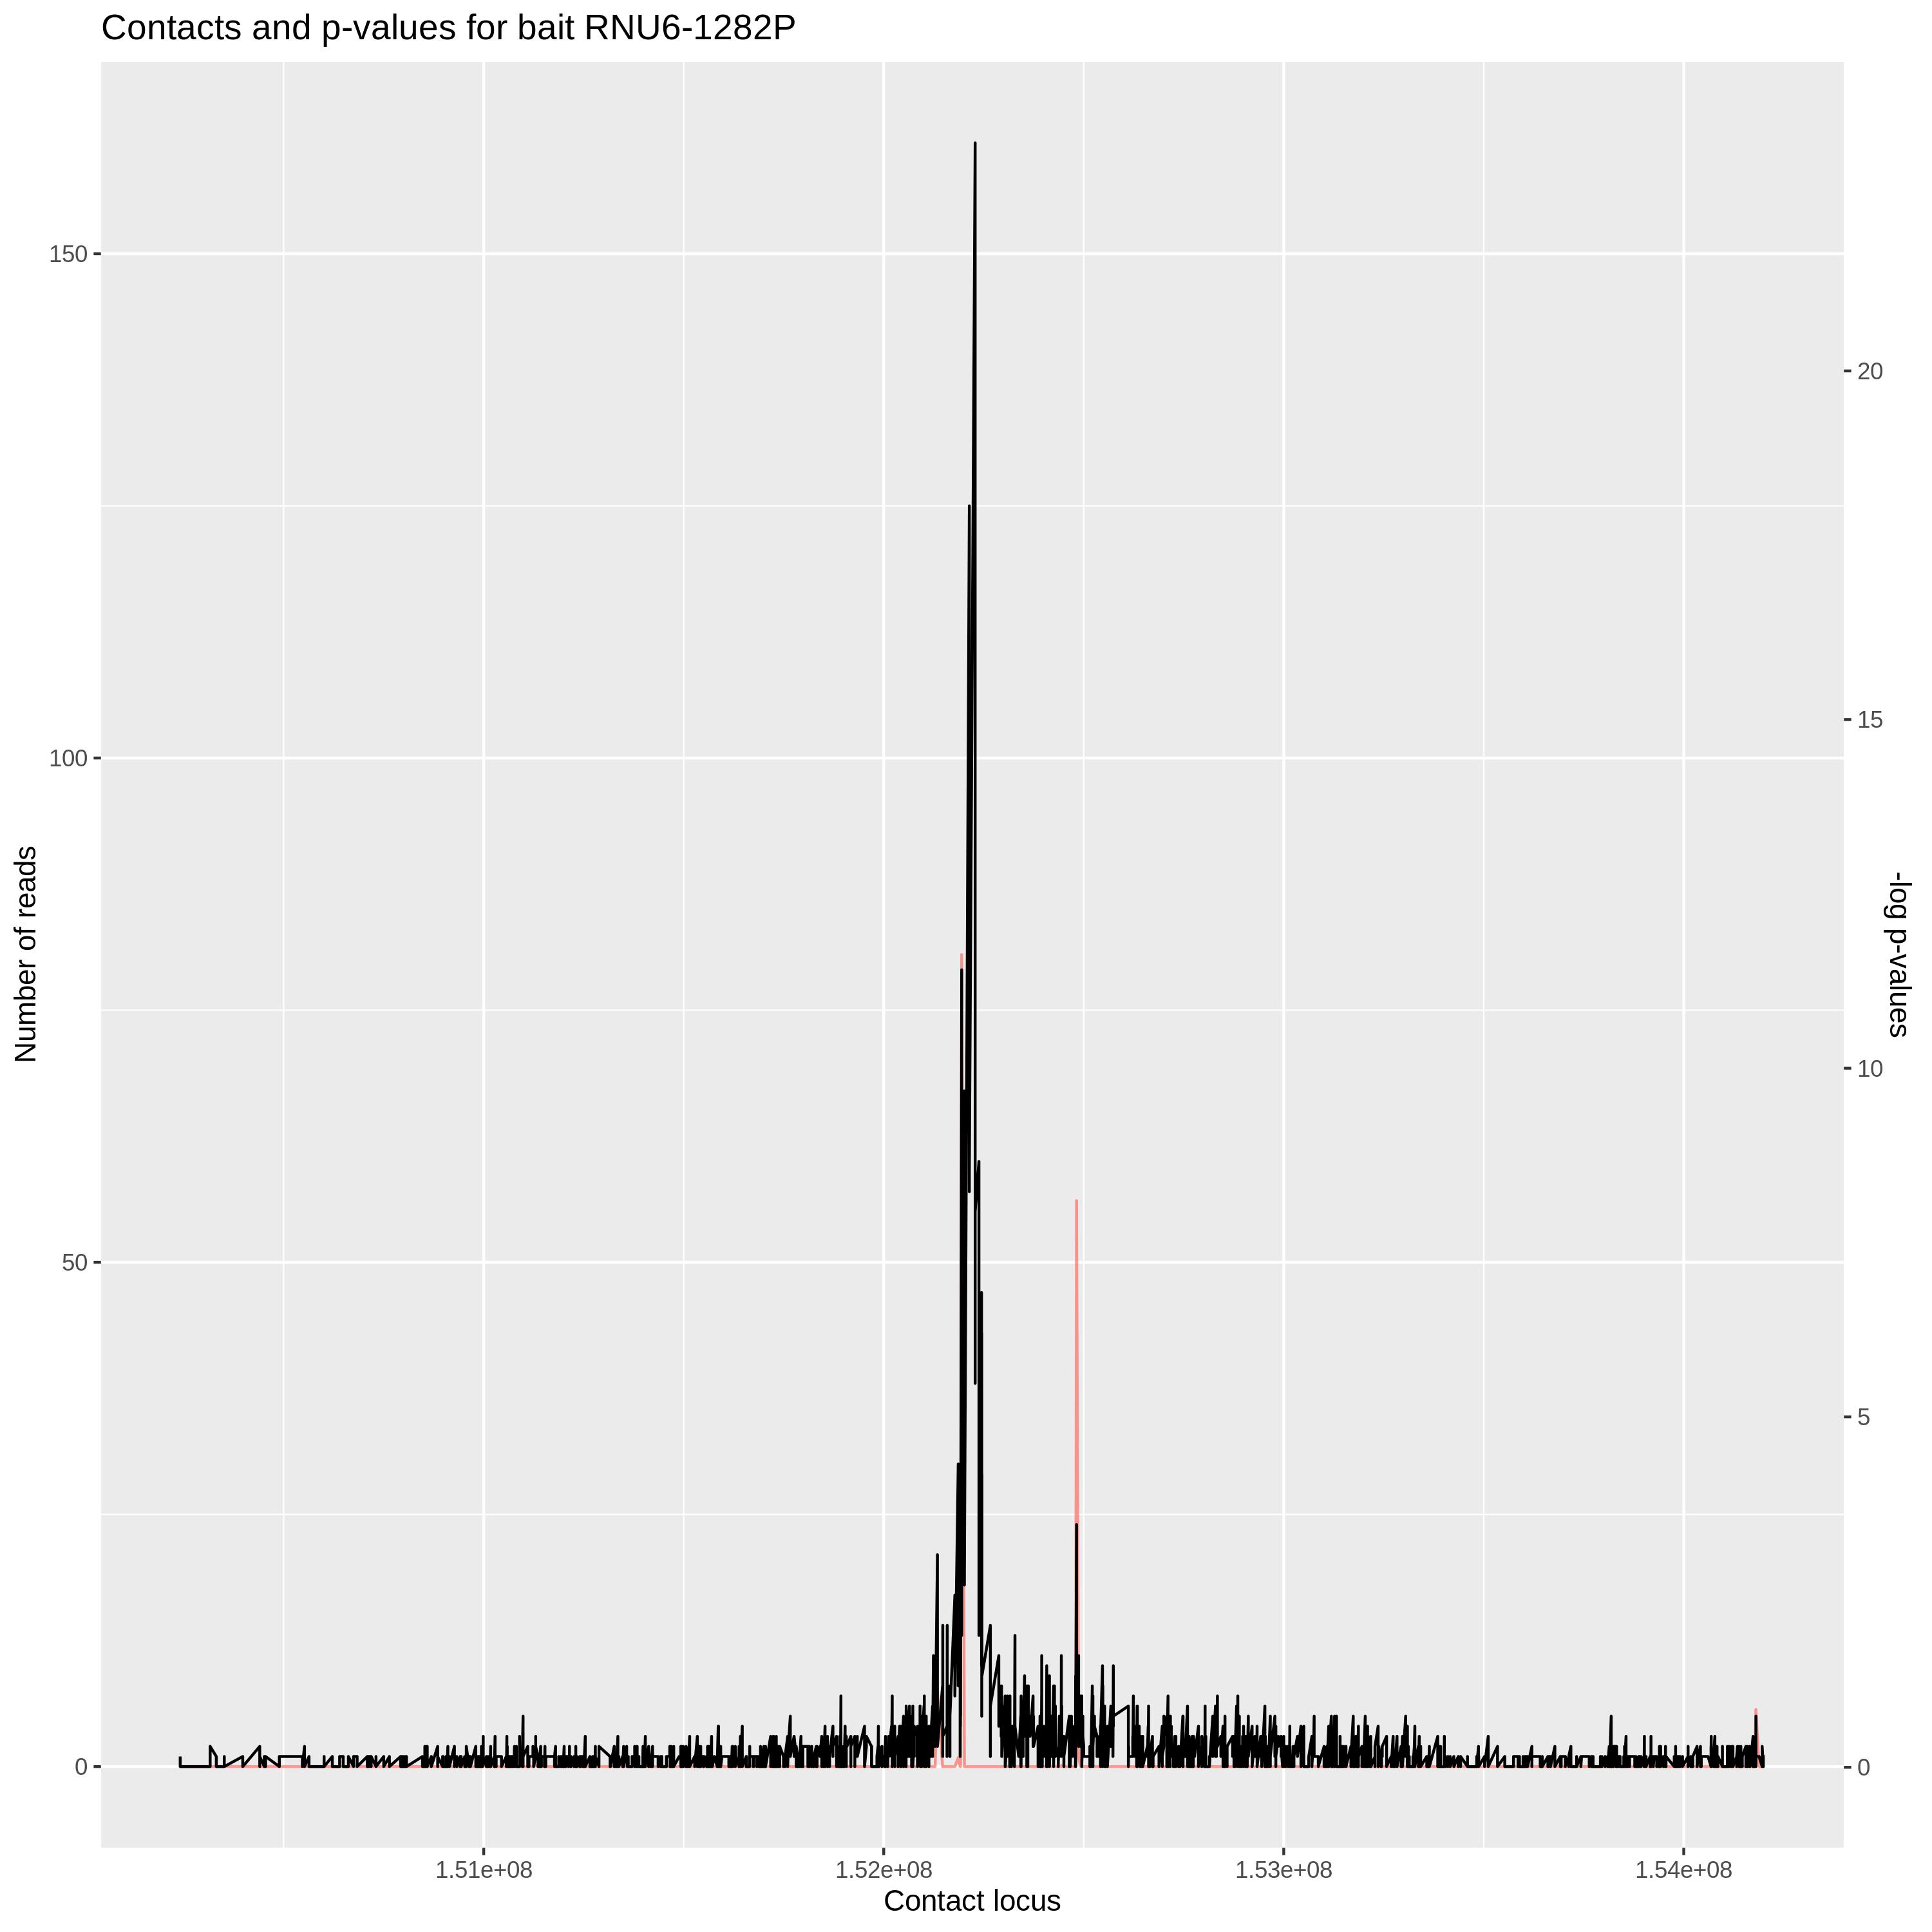 Contacts and p-values for bait RNU6-1282P
150
100
50
0
20
15
10
5
0
Number of reads
-log p-values
1.51e+08 1.52e+08 1.53e+08 1.54e+08
Contact locus